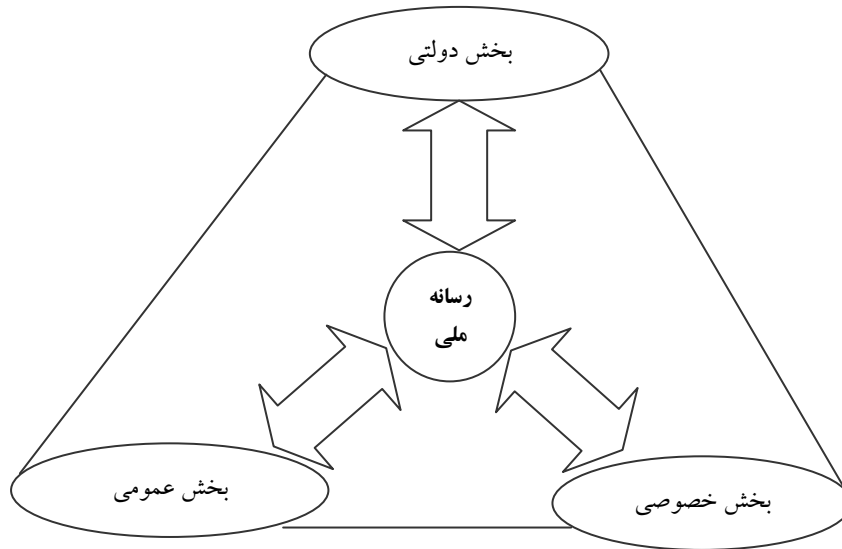 بخش دولتی
رسانه
ملی
بخش عمومی
بخش خصوصی